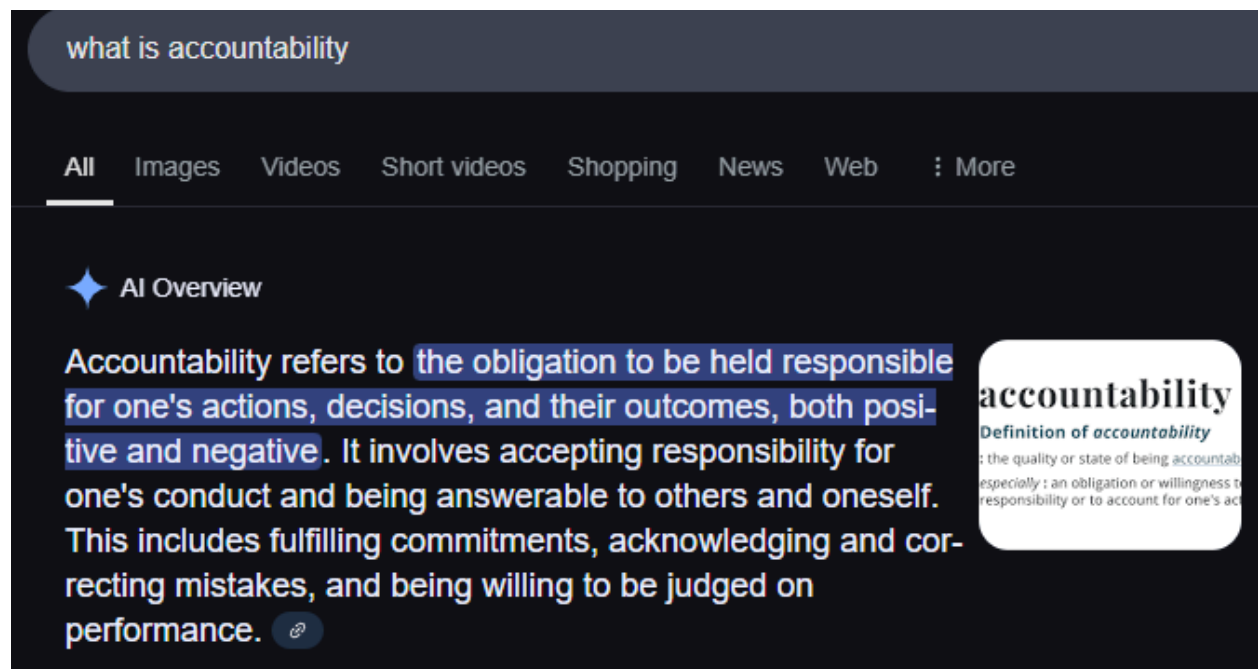 what is accountability
All Images Videos Short videos Shopping News Web ⋮ More
AI Overview
Accountability refers to the obligation to be held responsible
for one's actions, decisions, and their outcomes, both posi-
tive and negative. It involves accepting responsibility for
one's conduct and being answerable to others and oneself.
This includes fulfilling commitments, acknowledging and cor-
recting mistakes, and being willing to be judged on
performance.
accountability
Definition of accountability
: the quality or state of being accountab
especially : an obligation or willingness t
responsibility or to account for one's act